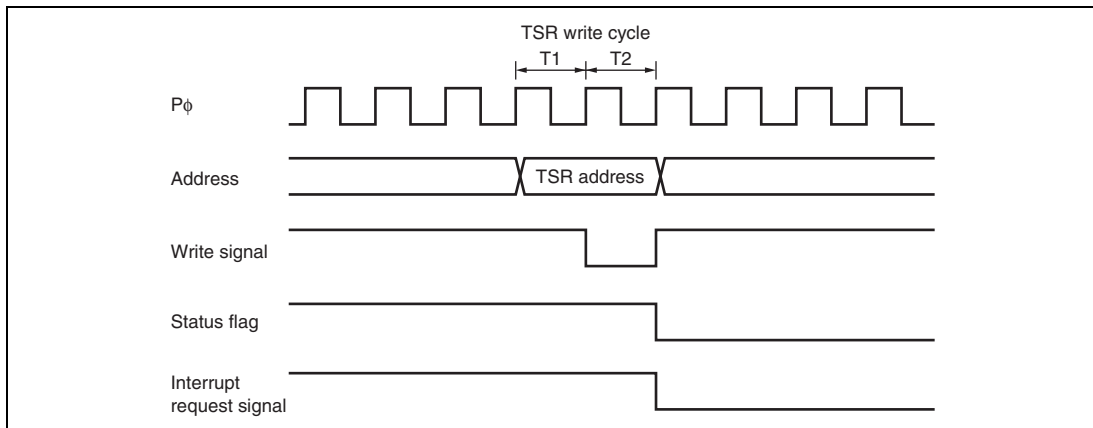 TSR write cycle
T1 T2
Pϕ
Address
TSR address
Write signal
Status flag
Interrupt
request signal